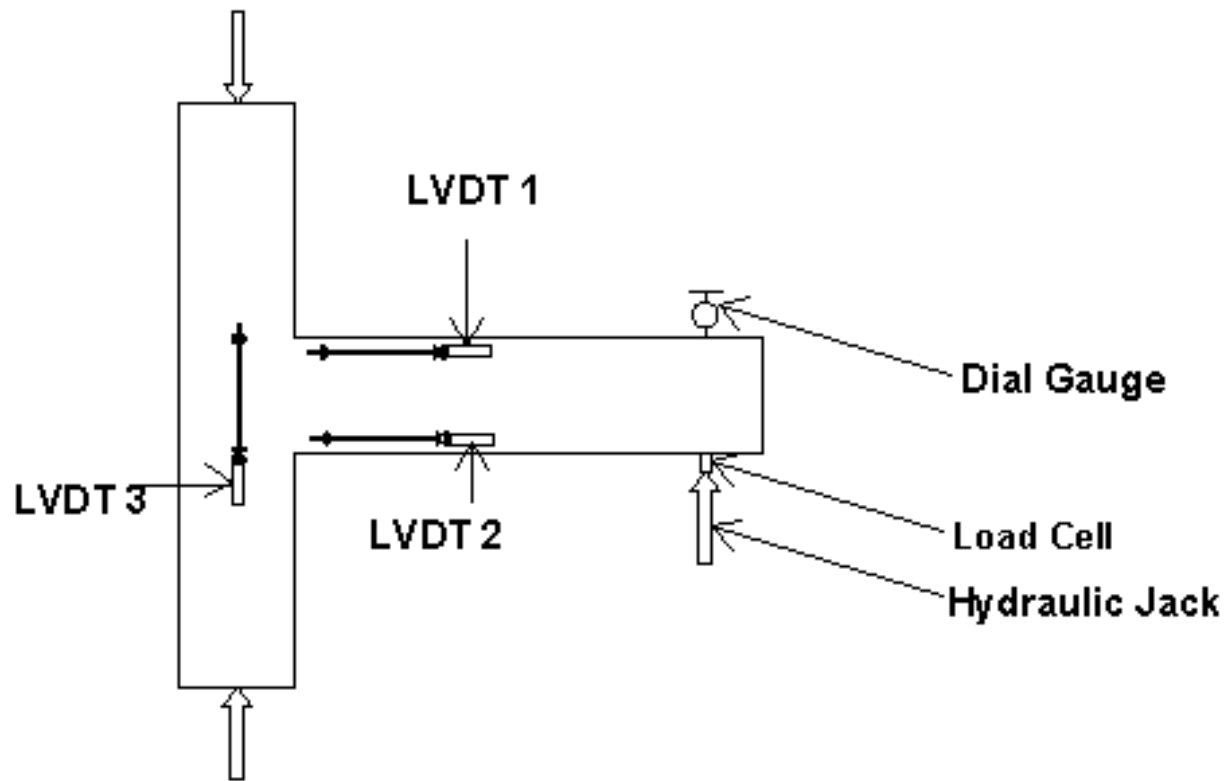 LVDT 1
Dial Gauge
LVDT 3
LVDT 2
Load Cell
Hydraulic Jack